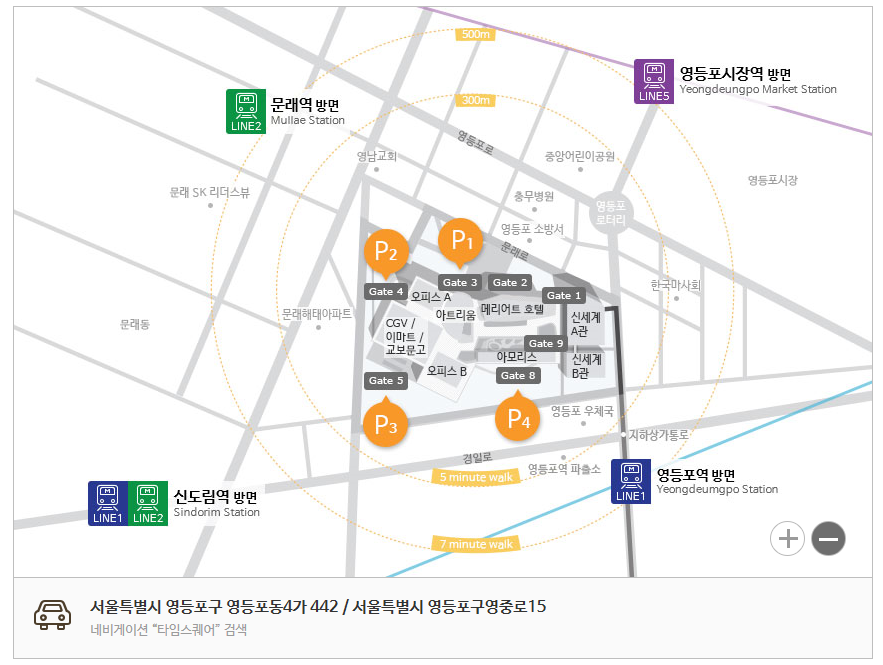 500m
영등포시장역 방면
Yeongdeungpo Market Station
M
LINE5
300m
문래역 방면
Mullae Station
M
LINE2
영등포로
영남교회
중앙어린이공원
영등포시장
문래 SK 리더스뷰
충무병원
영등포
로터리
영등포 소방서
문래로
P1
P2
Gate 3
Gate 2
Gate 4
Gate 1
한국마사회
오피스 A
메리어트 호텔
아트리움
신세계
A관
문래해태아파트
문래동
CGV /
이마트 /
교보문고
Gate 9
아모리스
신세계
B관
오피스 B
Gate 8
Gate 5
P3
P4
영등포 우체국
지하상가통로
경일로
영등포역 파출소
5 minute walk
M
LINE1
영등포역 방면
Yeongdeungpo Station
M
LINE1
M
LINE2
신도림역 방면
Sindorim Station
7 minute walk
서울특별시 영등포구 영등포동4가 442 / 서울특별시 영등포구영중로15
네비게이션 “타임스퀘어” 검색